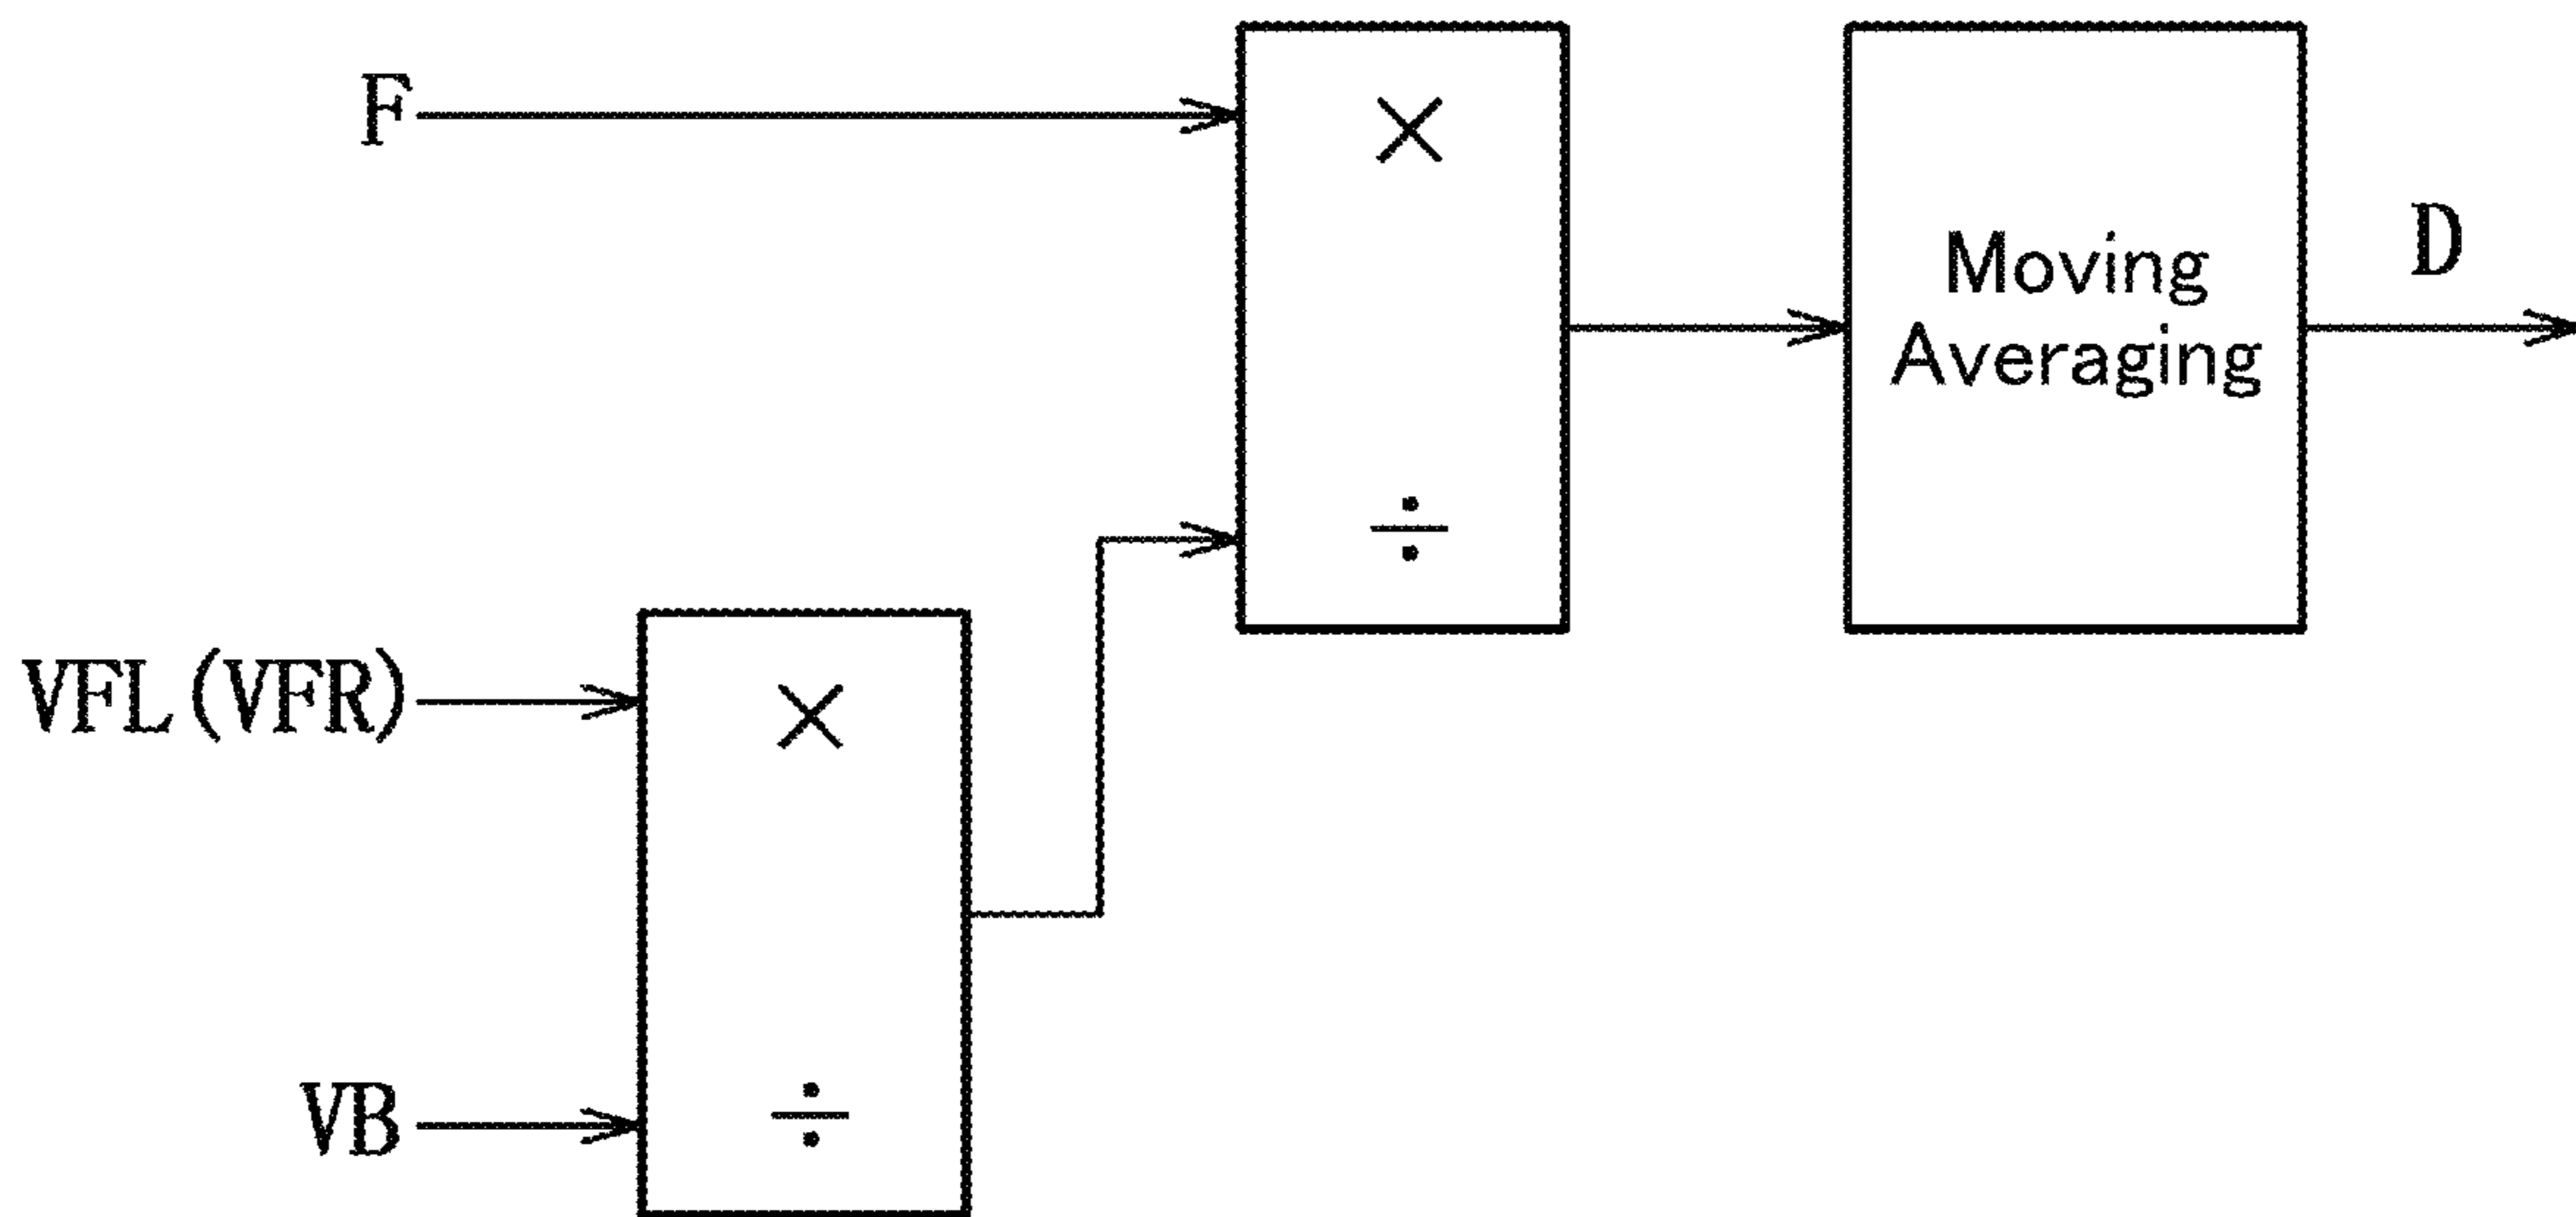 F
×
÷
Moving
Averaging
D
VFL(VFR)
×
VB
÷